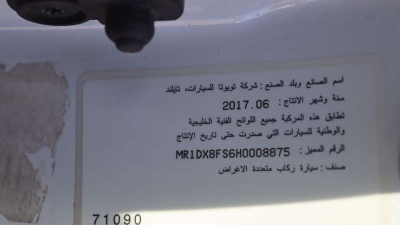 اسم الصانع وبلد الصنع : شركة تويوتا للسيارات، تايلند
سنة وشهر الانتاج : 2017.06
تطابق هذه المركبة جميع اللوائح الفنية الخليجية
والوطنية للسيارات التي صدرت حتى تاريخ الإنتاج
الرقم المميز : MR1DX8FS6H0008875
صنف : سيارة ركاب متعددة الاغراض
71090